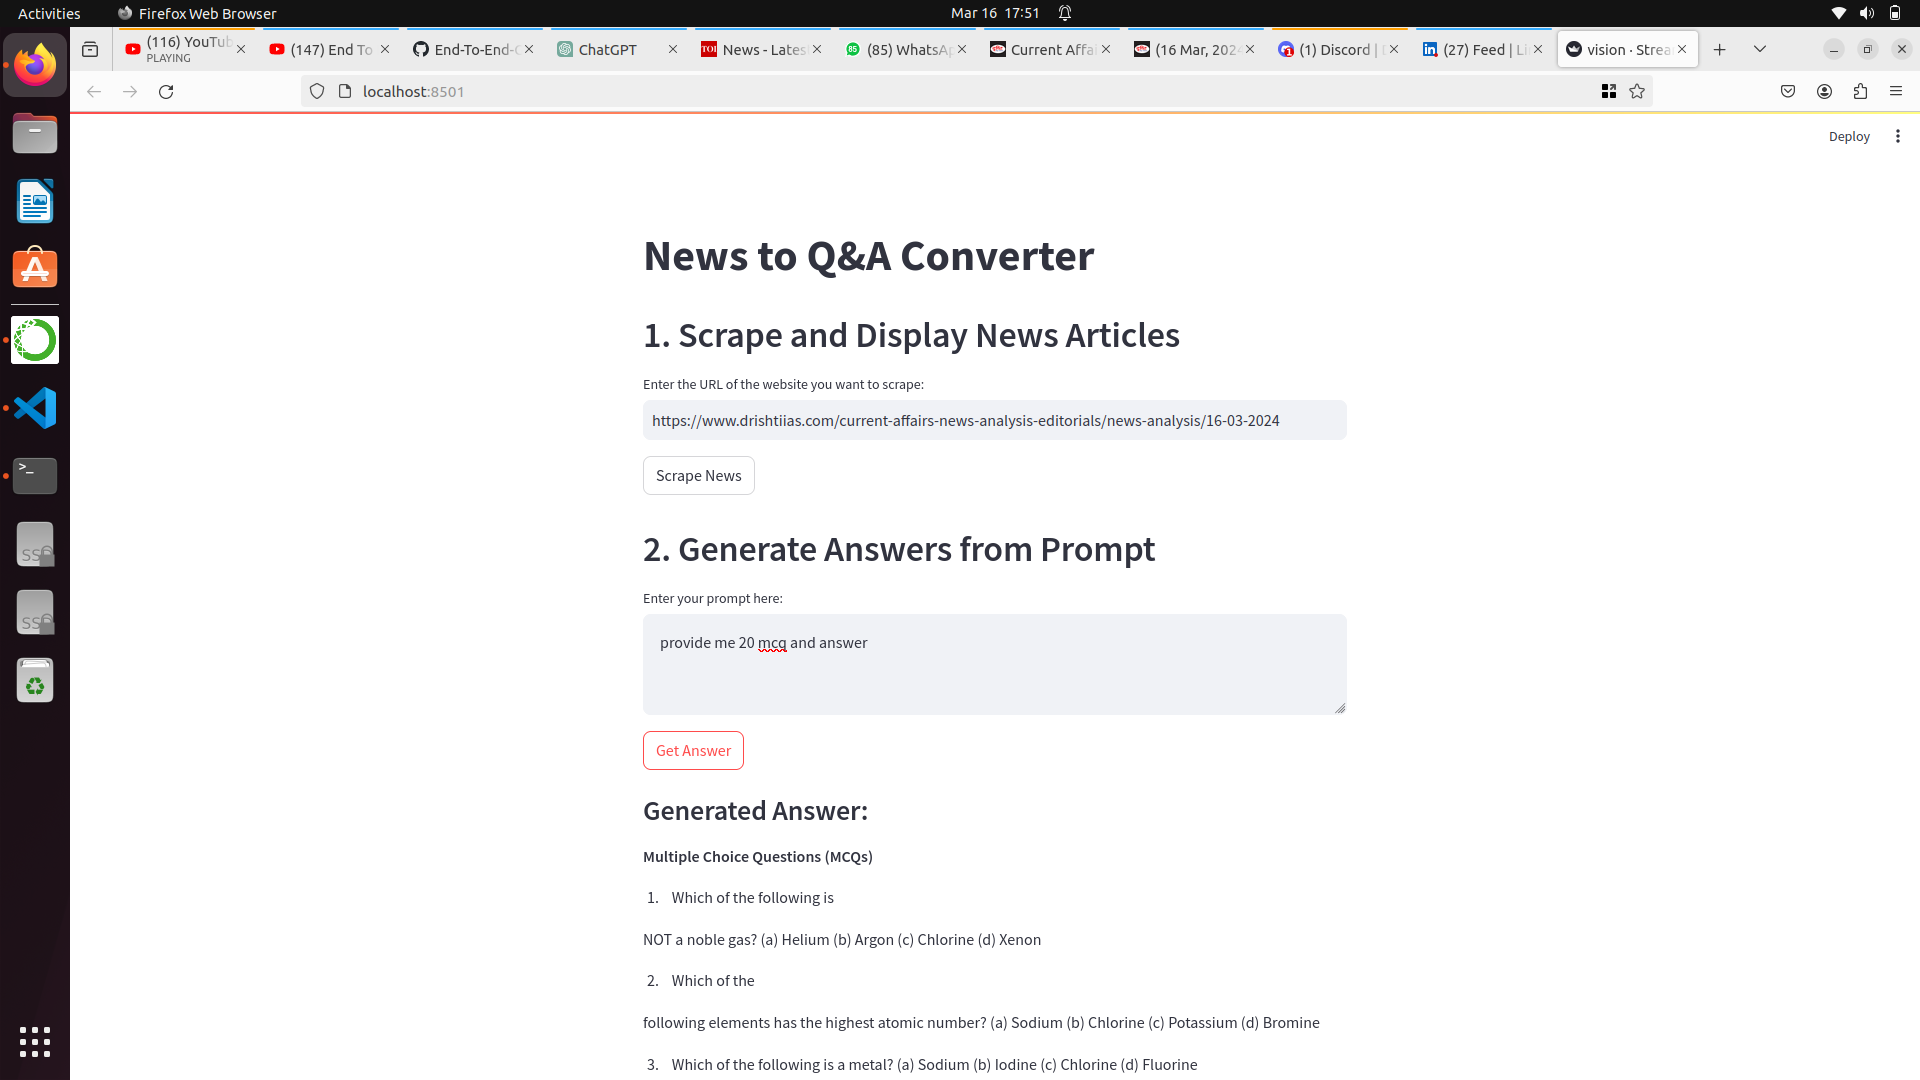 Activities
Firefox Web Browser
Mar 16 17:51
(116) YouTub
PLAYING
(147) End To
End-To-End-
ChatGPT
TOI
News - Lates
85
(85) WhatsAp
Current Affai
(16 Mar, 202
(1) Discord |
(27) Feed | Li
vision · Strea
localhost:8501
Deploy
News to Q&A Converter
1. Scrape and Display News Articles
Enter the URL of the website you want to scrape:
https://www.drishtiias.com/current-affairs-news-analysis-editorials/news-analysis/16-03-2024
Scrape News
2. Generate Answers from Prompt
Enter your prompt here:
provide me 20 mcq and answer
Get Answer
Generated Answer:
Multiple Choice Questions (MCQs)
1. Which of the following is
NOT a noble gas? (a) Helium (b) Argon (c) Chlorine (d) Xenon
2. Which of the
following elements has the highest atomic number? (a) Sodium (b) Chlorine (c) Potassium (d) Bromine
3. Which of the following is a metal? (a) Sodium (b) Iodine (c) Chlorine (d) Fluorine